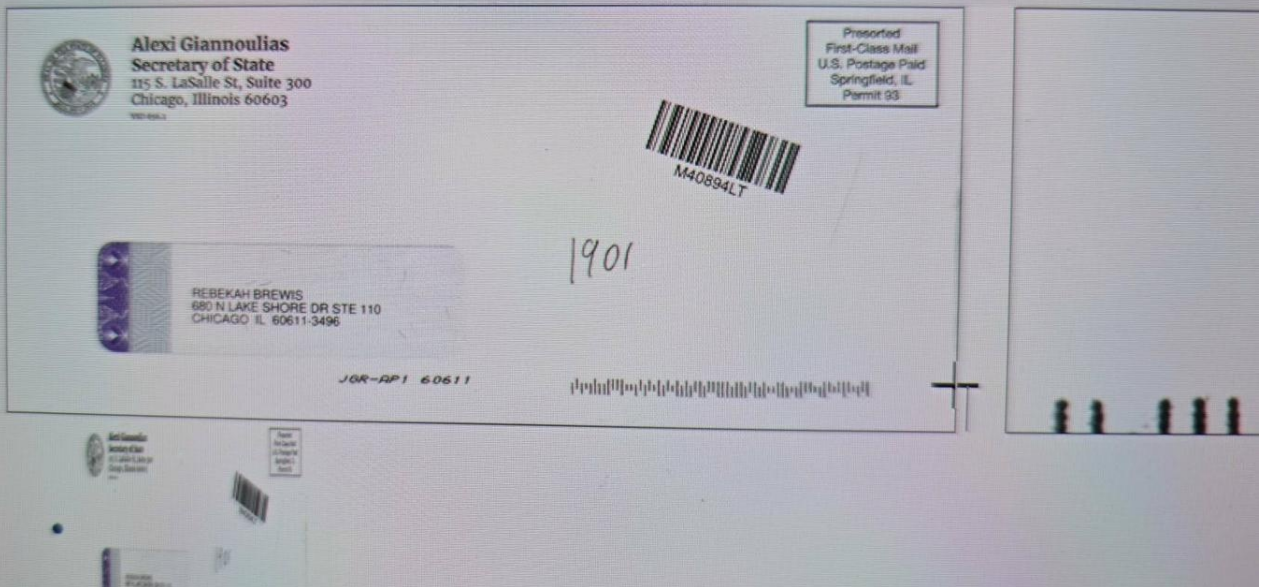 Alexi Giannoulias
Secretary of State
115 S. LaSalle St, Suite 300
Chicago, Illinois 60603
Presorted
First-Class Mail
U.S. Postage Paid
Springfield, IL
Permit 93
M40894LT
1901
REBEKAH BREWIS
680 N LAKE SHORE DR STE 110
CHICAGO IL 60611-3496
JGR-AP1 60611